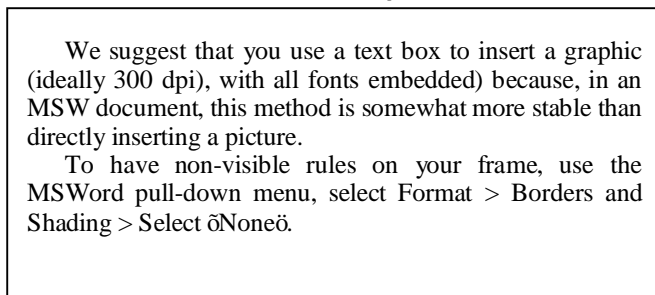 We suggest that you use a text box to insert a graphic
(ideally 300 dpi), with all fonts embedded) because, in an
MSW document, this method is somewhat more stable than
directly inserting a picture.
To have non-visible rules on your frame, use the
MSWord pull-down menu, select Format > Borders and
Shading > Select õNoneö.